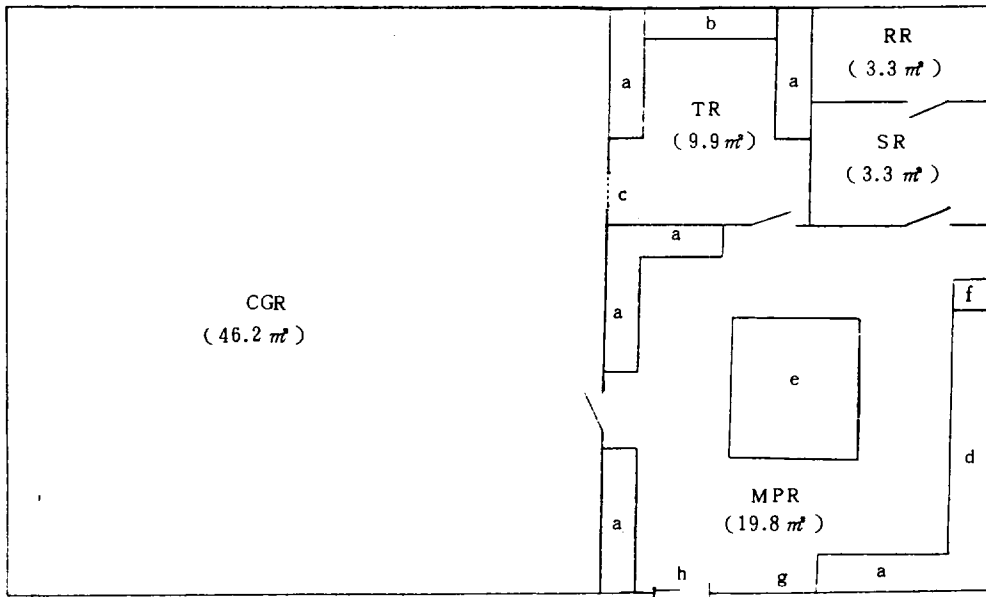 b
RR
(3.3 ㎡)
a
a
TR
(9.9 ㎡)
SR
(3.3 ㎡)
c
a
CGR
(46.2 ㎡)
a
f
e
d
MPR
(19.8 ㎡)
a
h
g
a